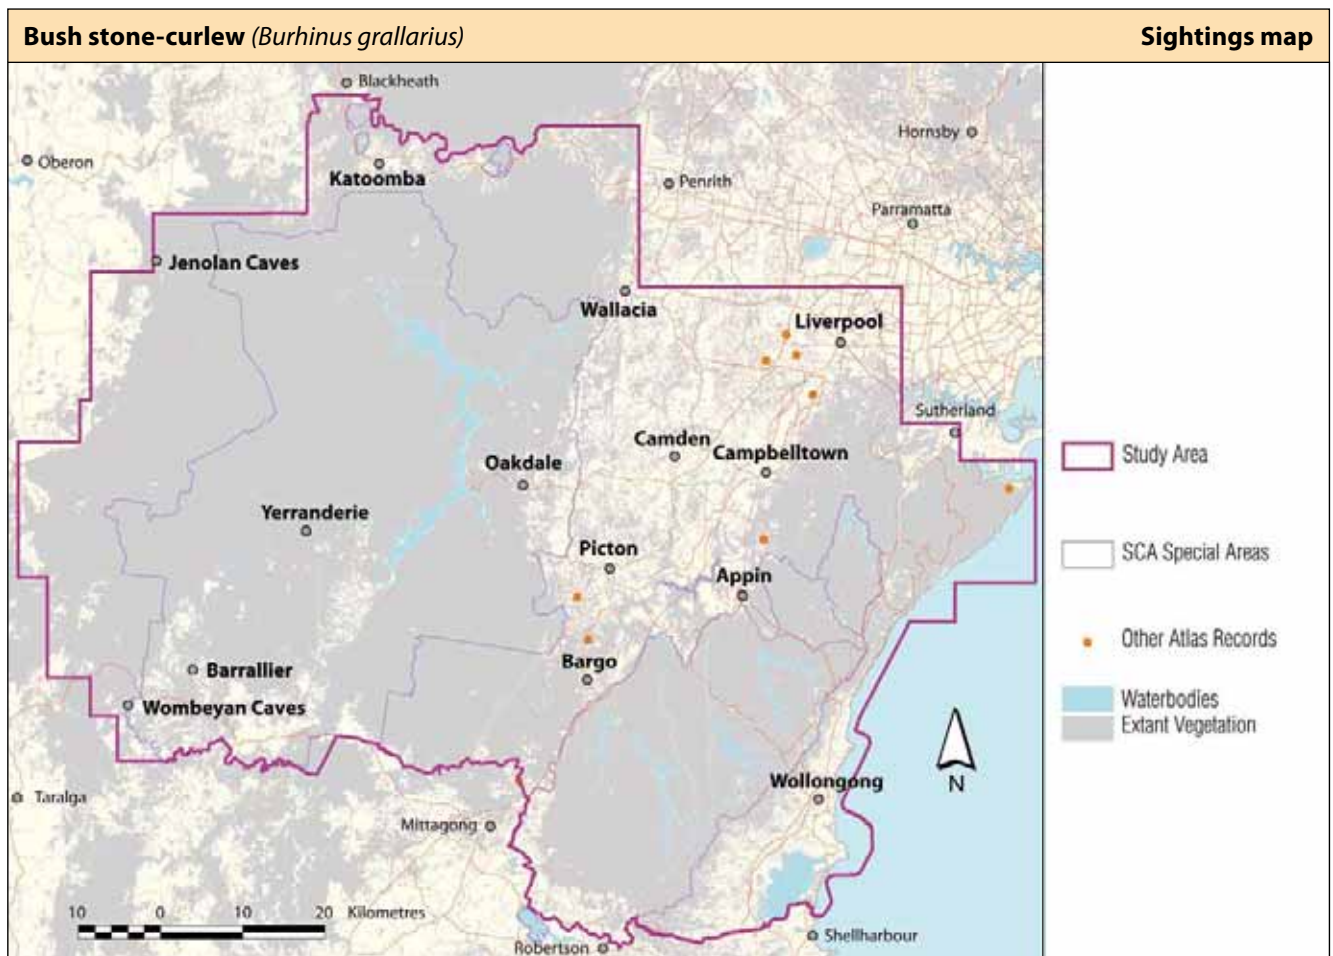 Bush stone-curlew (Burhinus grallarius) Sightings map
Blackheath
Hornsby
Oberon
Katoomba
Penrith
Parramatta
Jenolan Caves
Wallacia
Liverpool
Sutherland
Camden
Campbelltown
Oakdale
Yerranderie
Picton
Appin
Bargo
Barrallier
Wombeyan Caves
Wollongong
Taralga
Mittagong
Robertson
Shellharbour
10 0 10 20 Kilometres
N
Study Area
SCA Special Areas
Other Atlas Records
Waterbodies
Extant Vegetation